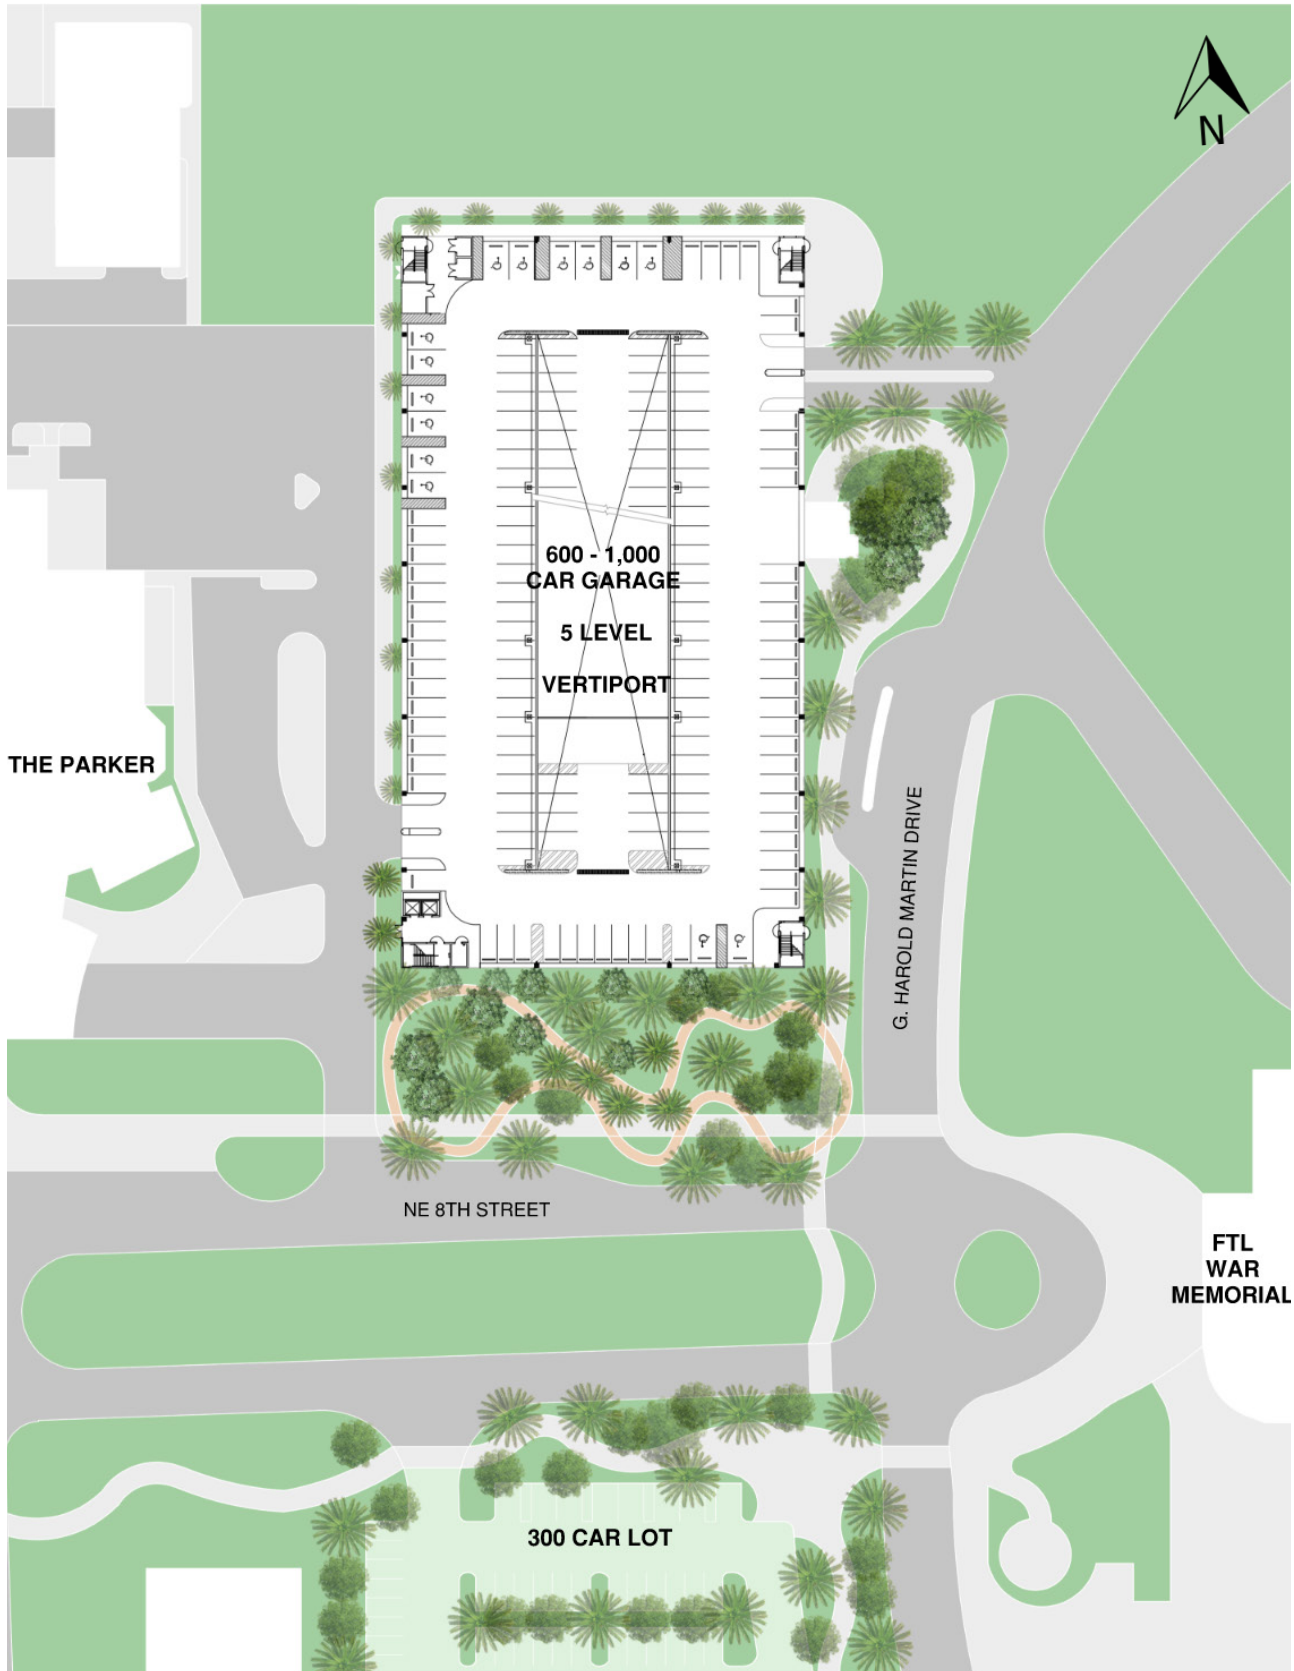 N
600 - 1,000
CAR GARAGE
5 LEVEL
VERTIPORT
THE PARKER
G. HAROLD MARTIN DRIVE
NE 8TH STREET
FTL
WAR
MEMORIAL
300 CAR LOT